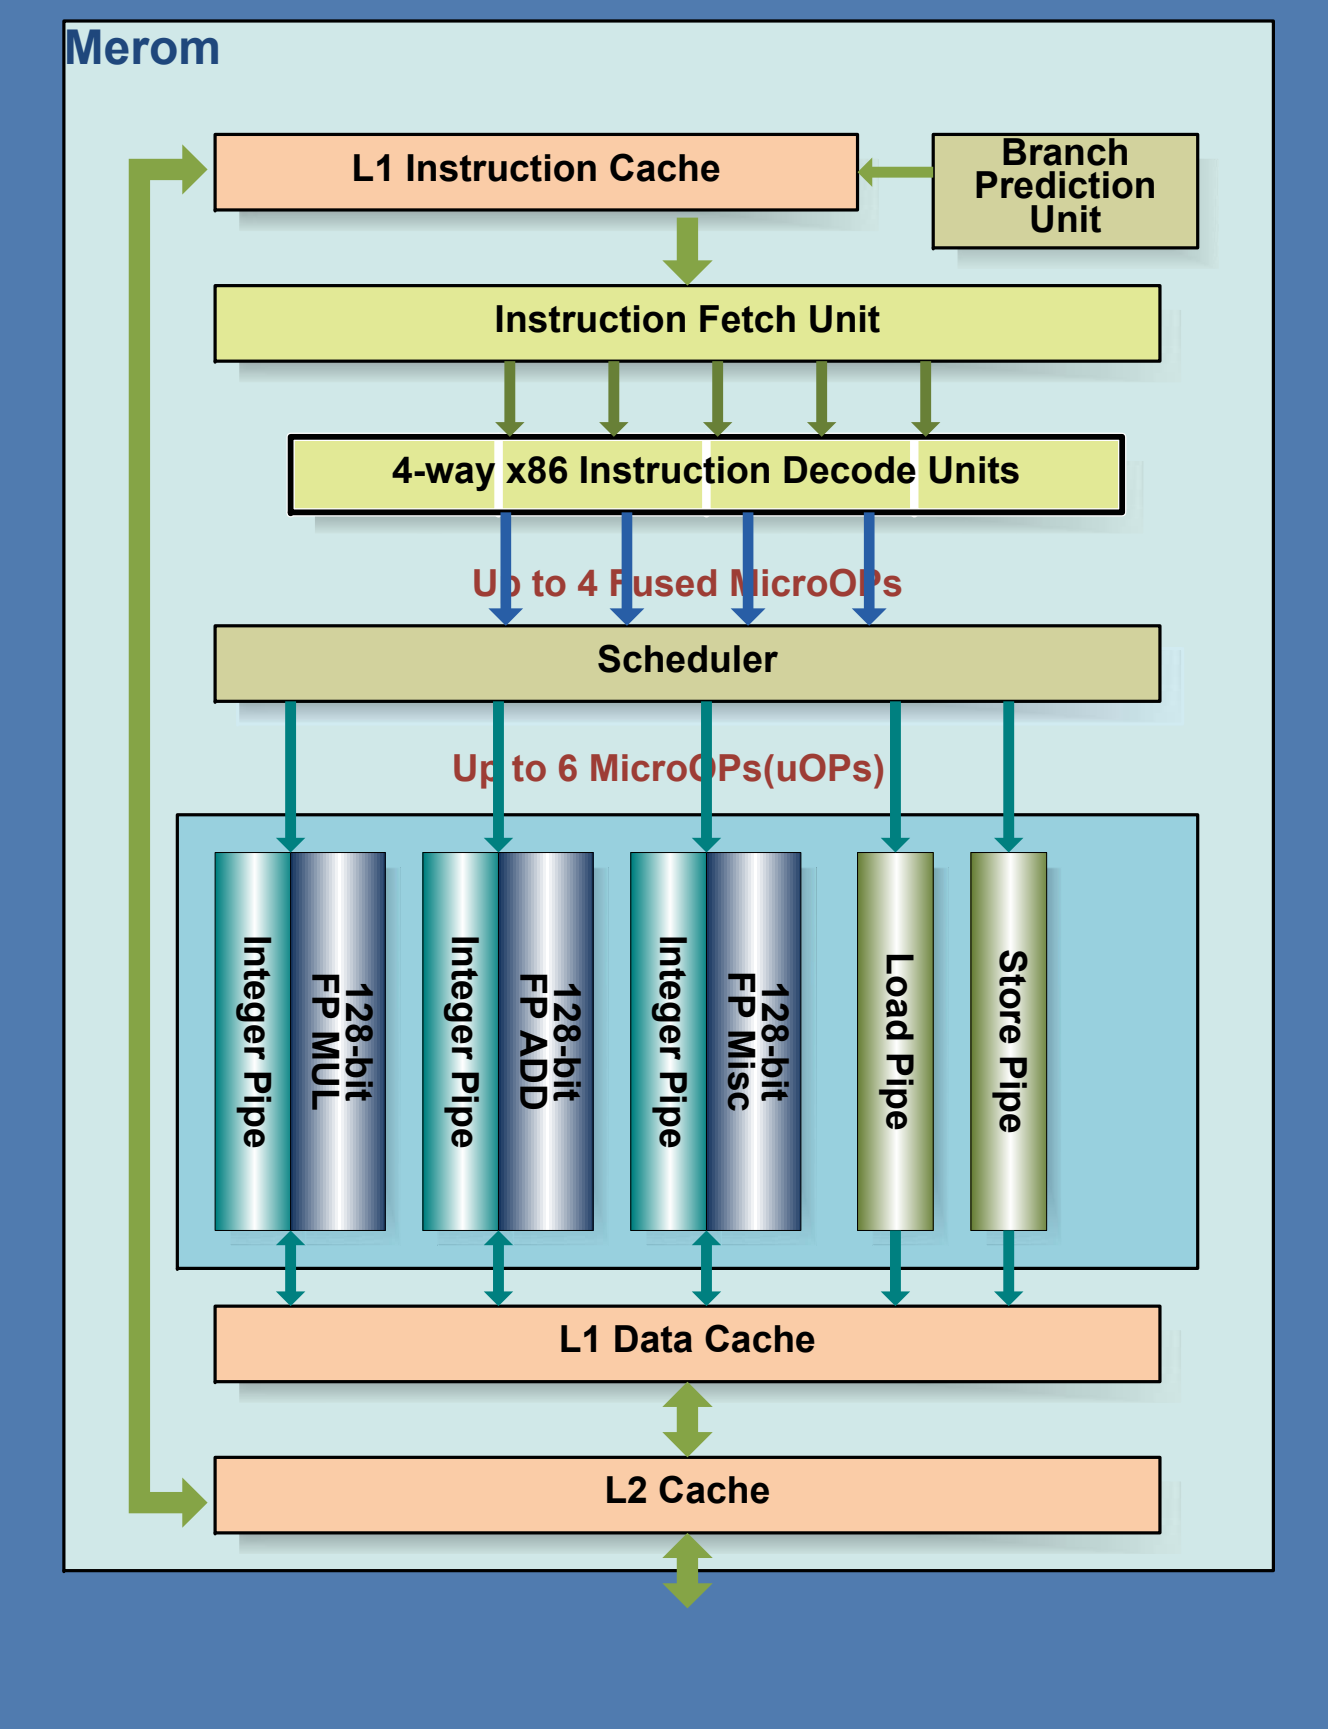 Merom
L1 Instruction Cache
Branch
Prediction
Unit
Instruction Fetch Unit
4-way x86 Instruction Decode Units
Up to 4 Fused MicroOPs
Scheduler
Up to 6 MicroOPs(uOPs)
Integer Pipe
128-bit
FP MUL
Integer Pipe
128-bit
FP ADD
Integer Pipe
128-bit
FP Misc
Load Pipe
Store Pipe
L1 Data Cache
L2 Cache